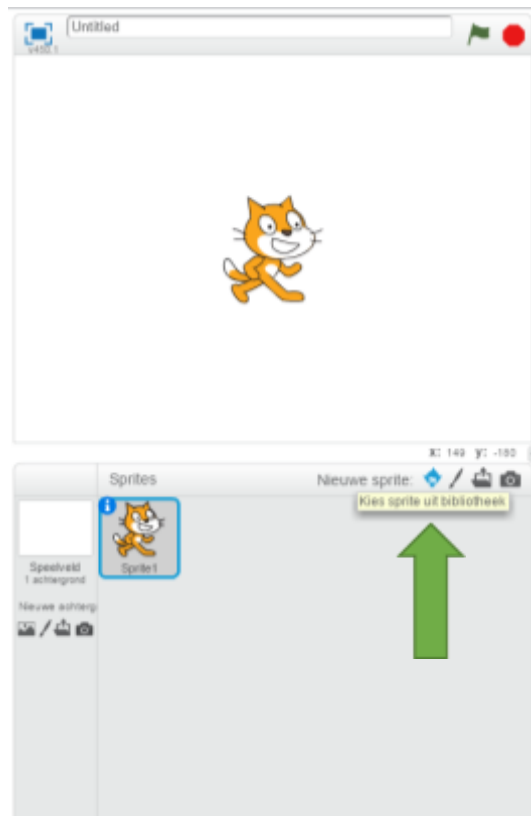 Untitled
v450.1
X: 149 y: -180
Sprites
Nieuwe sprite:
Kies sprite uit bibliotheek
Speelveld
1 achtergrond
Sprite1
Nieuwe achterg